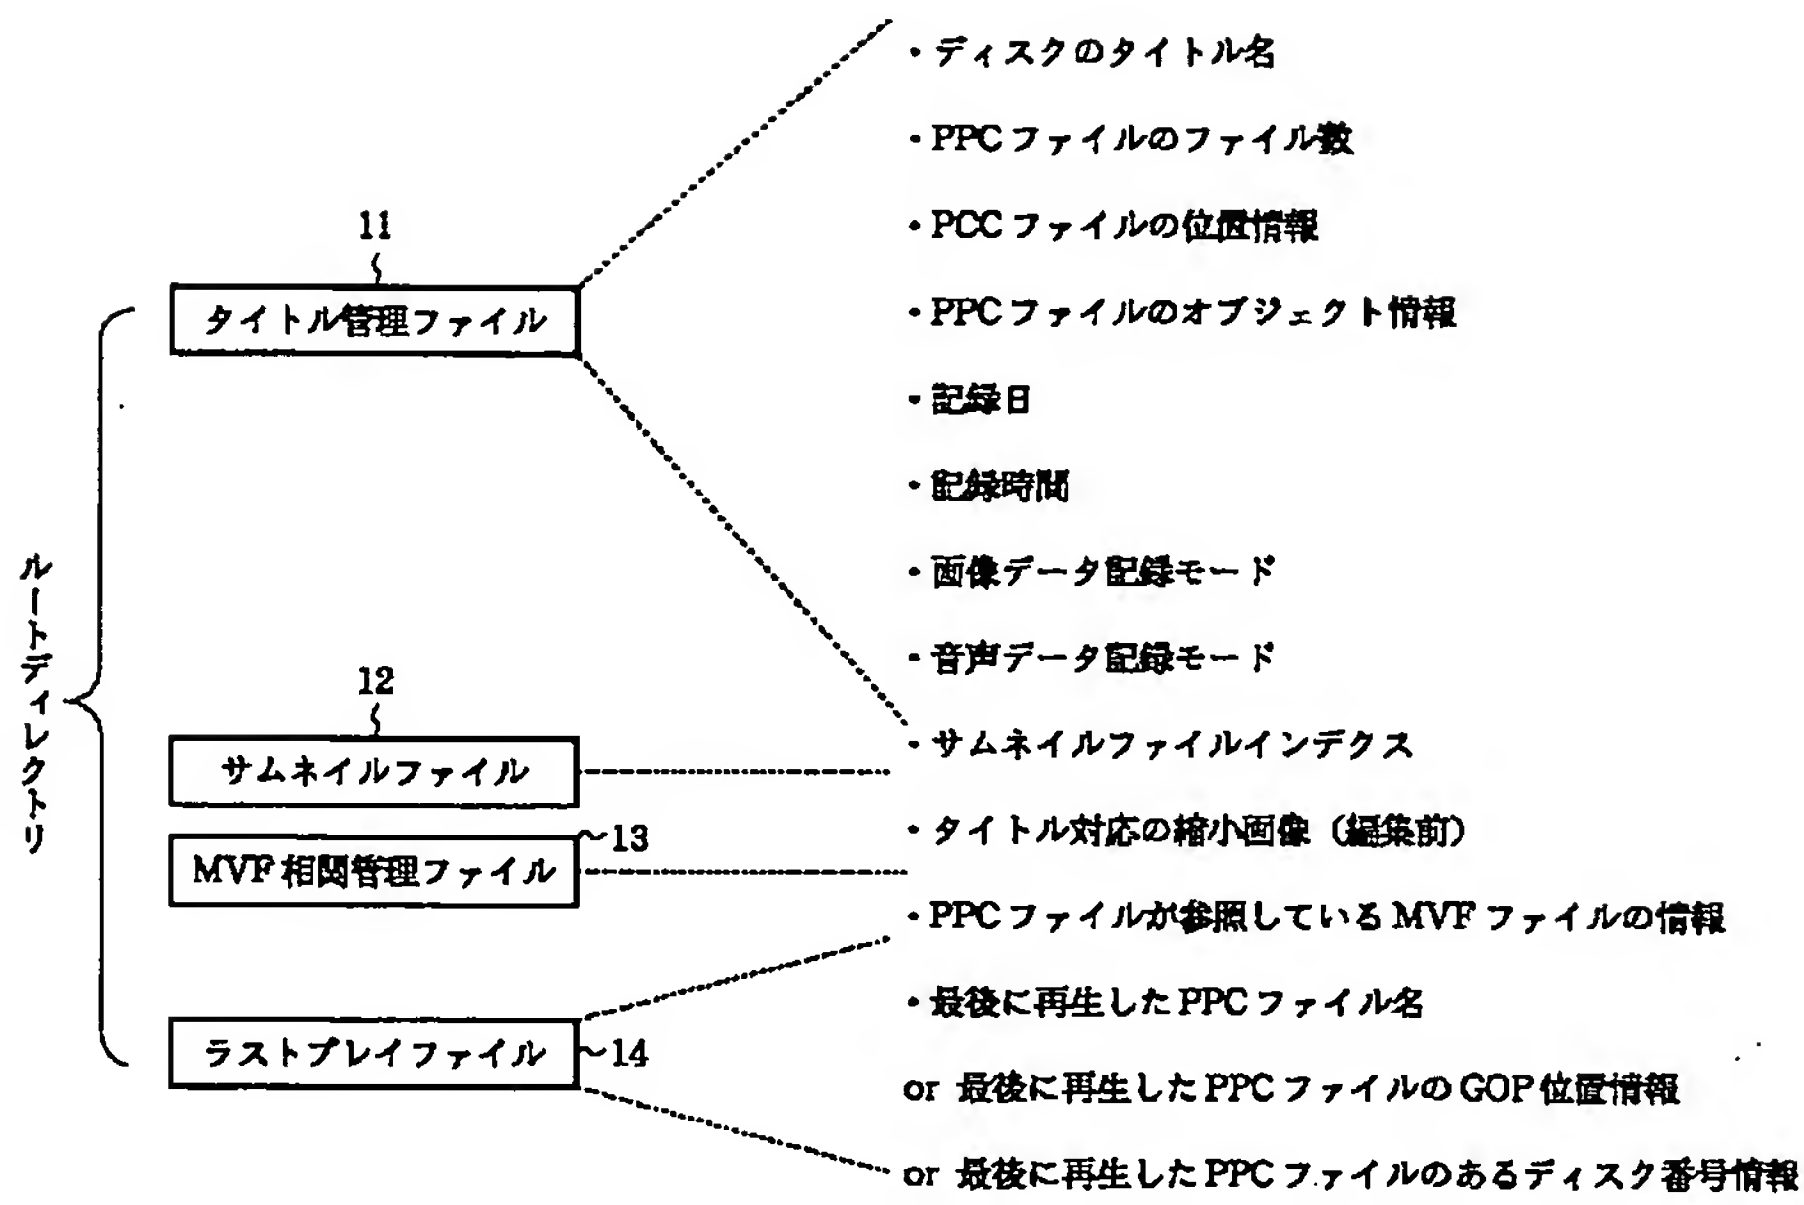 ・ディスクのタイトル名
・PPCファイルのファイル数
11
・PCCファイルの位置情報
タイトル管理ファイル
・PPCファイルのオブジェクト情報
・記録日
・記録時間
ルートディレクトリ
・画像データ記録モード
・音声データ記録モード
12
・サムネイルファイルインデクス
サムネイルファイル
・タイトル対応の縮小画像（編集前）
13
MVF相関管理ファイル
・PPCファイルが参照しているMVFファイルの情報
・最後に再生したPPCファイル名
ラストプレイファイル
14
or 最後に再生したPPCファイルのGOP位置情報
or 最後に再生したPPCファイルのあるディスク番号情報